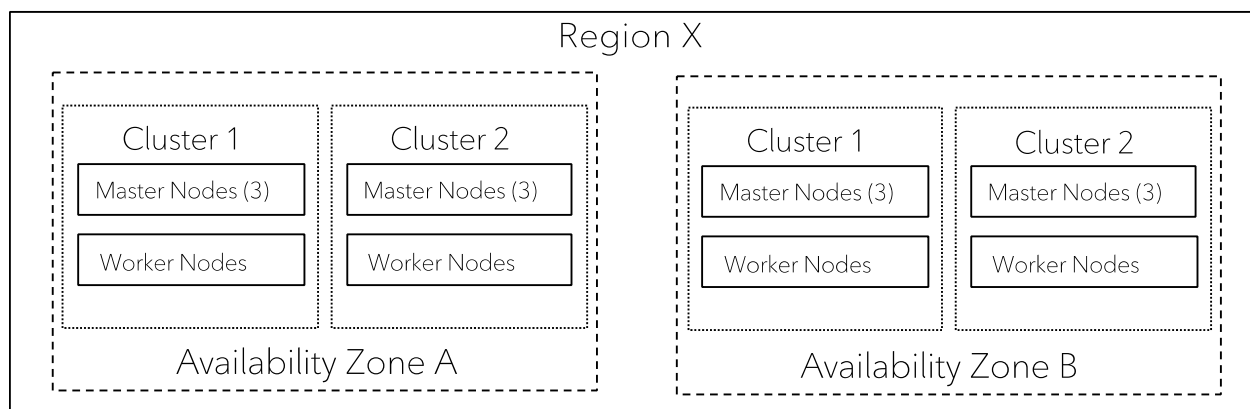 Region X
Cluster 1
Master Nodes (3)
Worker Nodes
Cluster 2
Master Nodes (3)
Worker Nodes
Availability Zone A
Cluster 1
Master Nodes (3)
Worker Nodes
Cluster 2
Master Nodes (3)
Worker Nodes
Availability Zone B